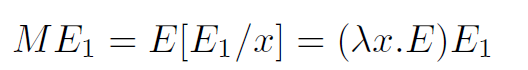 ME₁ = E[E₁/x] = (λx.E)E₁